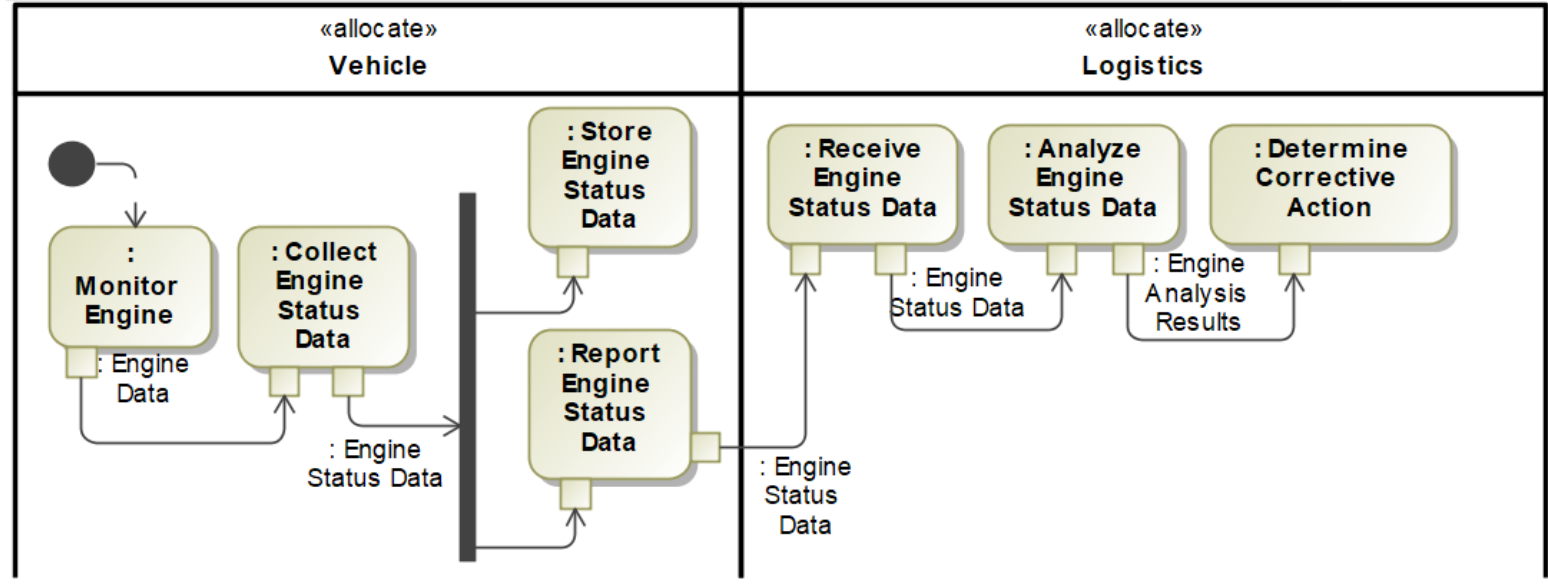 «allocate»
Vehicle
«allocate»
Logistics
:
Monitor
Engine
: Engine
Data
: Collect
Engine
Status
Data
: Engine
Status Data
: Store
Engine
Status
Data
: Report
Engine
Status
Data
: Engine
Status
Data
: Receive
Engine
Status Data
: Engine
Status Data
: Analyze
Engine
Status Data
: Engine
Analysis
Results
: Determine
Corrective
Action